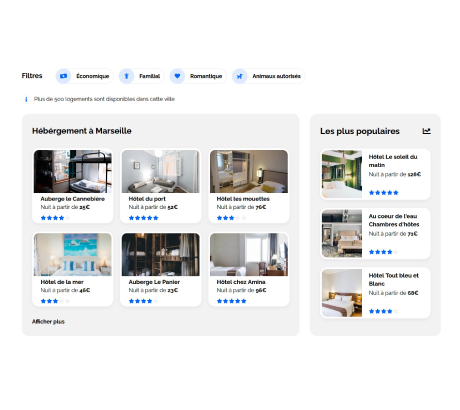 Filtres
Économique
Familial
Romantique
Animaux autorisés
Plus de 500 logements sont disponibles dans cette ville
Hébergement à Marseille
Auberge le Cannebière
Nuit à partir de 25€
Hôtel du port
Nuit à partir de 52€
Hôtel les mouettes
Nuit à partir de 76€
Hôtel de la mer
Nuit à partir de 46€
Auberge Le Panier
Nuit à partir de 23€
Hôtel chez Amina
Nuit à partir de 96€
Afficher plus
Les plus populaires
Hôtel Le soleil du
matin
Nuit à partir de 128€
Au coeur de l'eau
Chambres d'hôtes
Nuit à partir de 71€
Hôtel Tout bleu et
Blanc
Nuit à partir de 68€